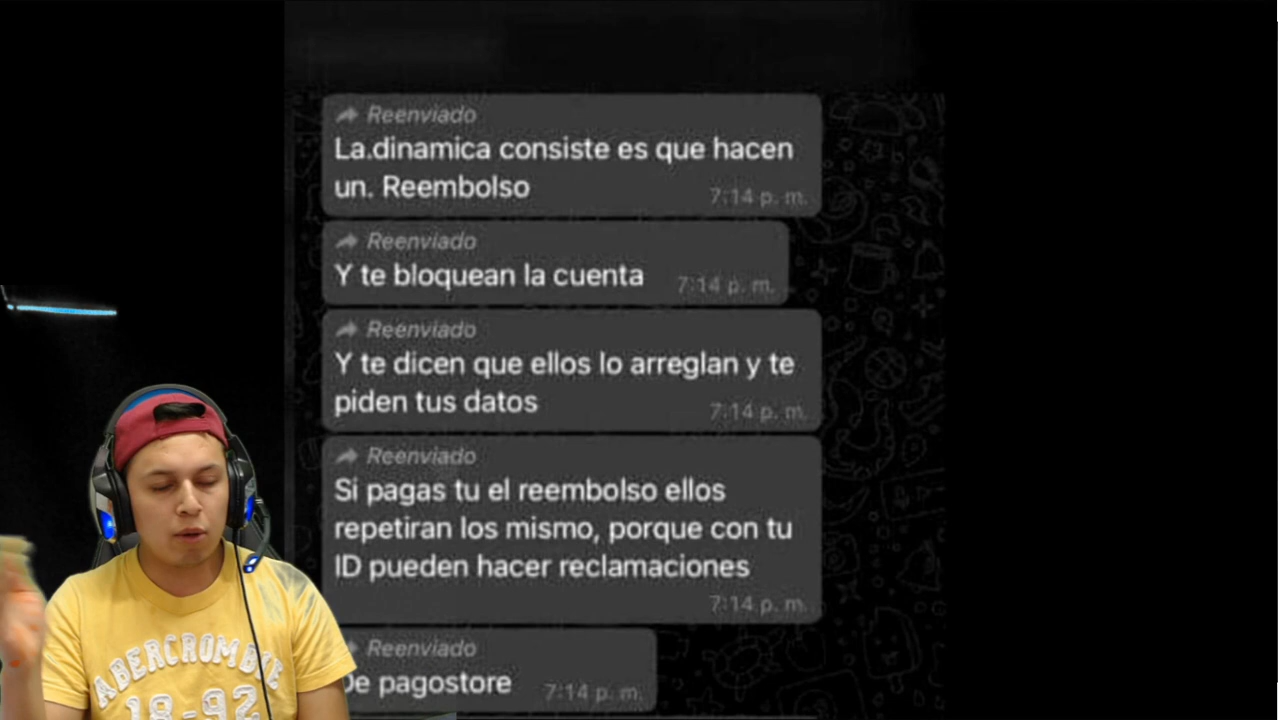 Reenviado
La.dinamica consiste es que hacen
un. Reembolso
7:14 p. m.
Reenviado
Y te bloquean la cuenta
7:14 p. m.
Reenviado
Y te dicen que ellos lo arreglan y te
piden tus datos
7:14 p. m.
Reenviado
Si pagas tu el reembolso ellos
repetiran los mismo, porque con tu
ID pueden hacer reclamaciones
7:14 p. m.
Reenviado
De pagostore
7:14 p. m.
ABERCROMBIE
18-92